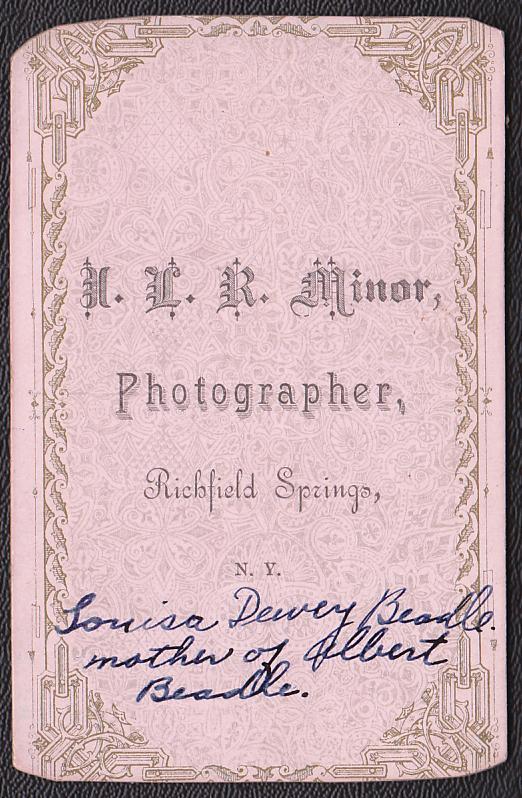 I. L. R. Minor,
Photographer,
Richfield Springs,
N. Y.
Louisa Dewey Beadle.
mother of Albert
Beadle.